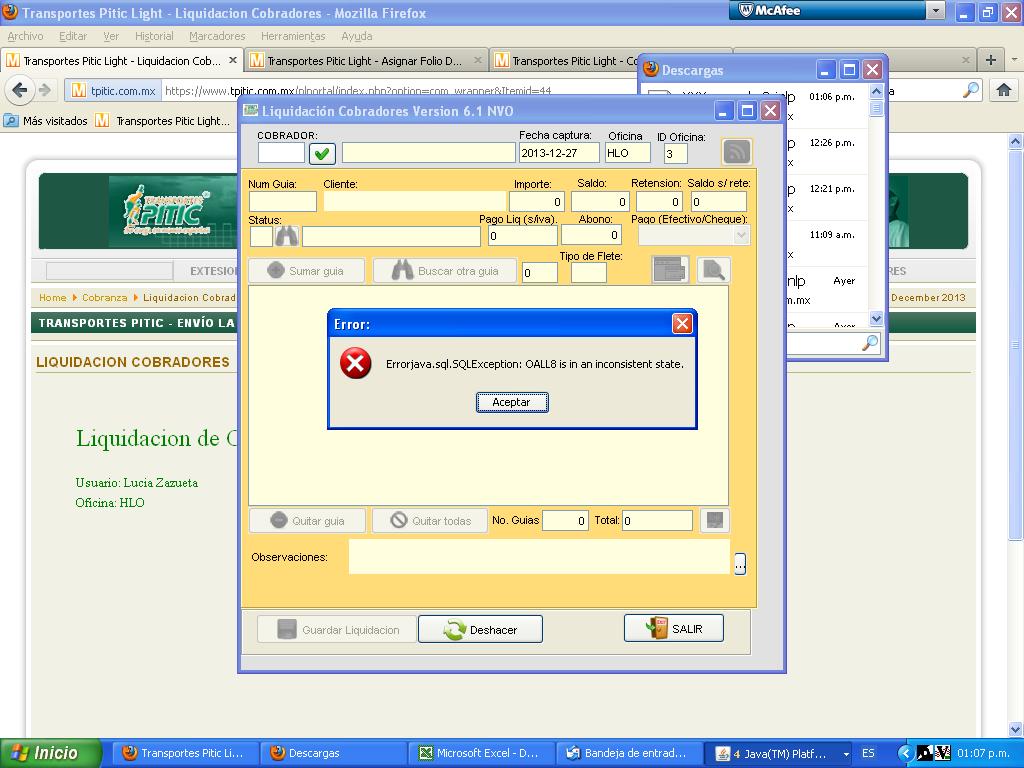 Transportes Pitic Light - Liquidacion Cobradores - Mozilla Firefox
McAfee
Archivo Editar Ver Historial Marcadores Herramientas Ayuda
Transportes Pitic Light - Liquidacion Cob...
Transportes Pitic Light - Asignar Folio D...
Transportes Pitic Light - Co
tpitic.com.mx
https://www.tpitic.com.mx/plportal/index.php?option=com_wrapper&Itemid=44
Más visitados
Transportes Pitic Light...
Descargas
01:06 p.m.
12:26 p.m.
12:21 p.m.
11:09 a.m.
Ayer
Liquidación Cobradores Version 6.1 NVO
COBRADOR:
Fecha captura:
Oficina
ID Oficina:
2013-12-27
HLO
3
Num Guia:
Cliente:
Importe:
Saldo:
Retension:
Saldo s/ rete:
0
0
0
0
Status:
Pago Liq (s/iva).
Abono:
Pago (Efectivo/Cheque):
0
0
Sumar guia
Buscar otra guia
0
Tipo de Flete:
TRANSPORTES
PITIC
EXTESIO
RES
Home
Cobranza
Liquidacion Cobrad
December 2013
TRANSPORTES PITIC - ENVÍO LA
LIQUIDACION COBRADORES
Liquidacion de C
Usuario: Lucia Zazueta
Oficina: HLO
Error:
Errorjava.sql.SQLException: OALL8 is in an inconsistent state.
Aceptar
Quitar guia
Quitar todas
No. Guias
0
Total:
0
Observaciones:
...
Guardar Liquidacion
Deshacer
SALIR
Inicio
Transportes Pitic Li...
Descargas
Microsoft Excel - D...
Bandeja de entrad...
4 Java(TM) Platf...
ES
01:07 p.m.